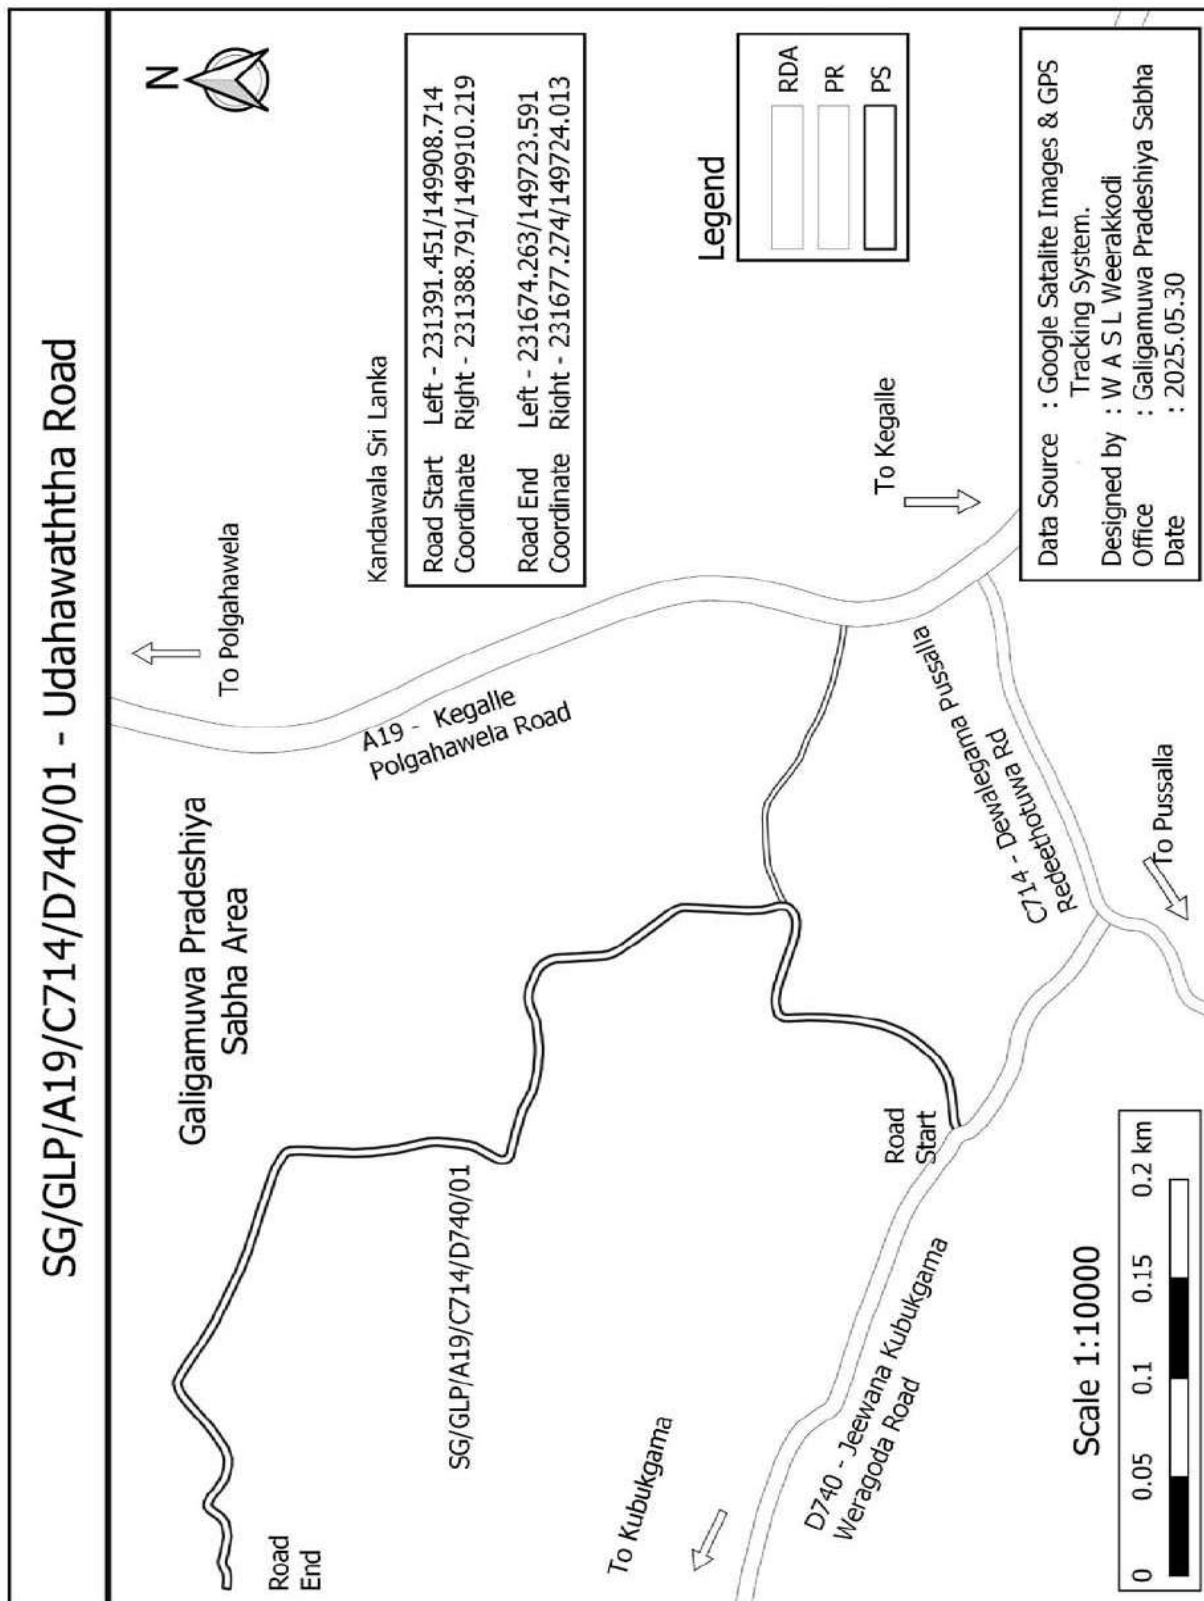 SG/GLP/A19/C714/D740/01 - Udahawaththa Road
N
Galigamuwa Pradeshiya
Sabha Area
To Polgahawela
Kandawala Sri Lanka
Road Start Left - 231391.451/149908.714
Coordinate Right - 231388.791/149910.219
Road End Left - 231674.263/149723.591
Coordinate Right - 231677.274/149724.013
A19 - Kegalle
Polgahawela Road
Road
End
SG/GLP/A19/C714/D740/01
Legend
RDA
PR
PS
To Kegalle
To Kubukgama
D740 - Jeewana Kubukgama
Weragoda Road
Road
Start
C714 - Dewalegama Pussalla
Redeethotuwa Rd
To Pussalla
Scale 1:10000
0 0.05 0.1 0.15 0.2 km
Data Source : Google Satalite Images & GPS
Tracking System.
Designed by : W A S L Weerakkodi
Office : Galigamuwa Pradeshiya Sabha
Date : 2025.05.30